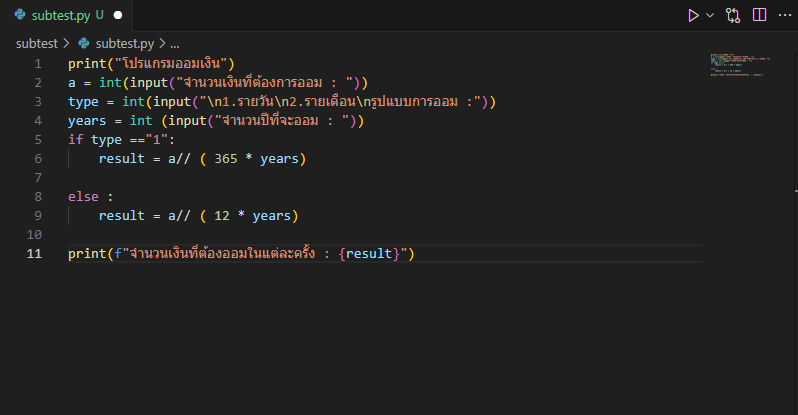 subtest.py U
subtest > subtest.py > ...
1 print("โปรแกรมออมเงิน")
2 a = int(input("จำนวนเงินที่ต้องการออม : "))
3 type = int(input("\n1.รายวัน\n2.รายเดือน\nรูปแบบการออม :"))
4 years = int (input("จำนวนปีที่จะออม : "))
5 if type =="1":
6     result = a// ( 365 * years)
7
8 else :
9     result = a// ( 12 * years)
10
11 print(f"จำนวนเงินที่ต้องออมในแต่ละครั้ง : {result}")